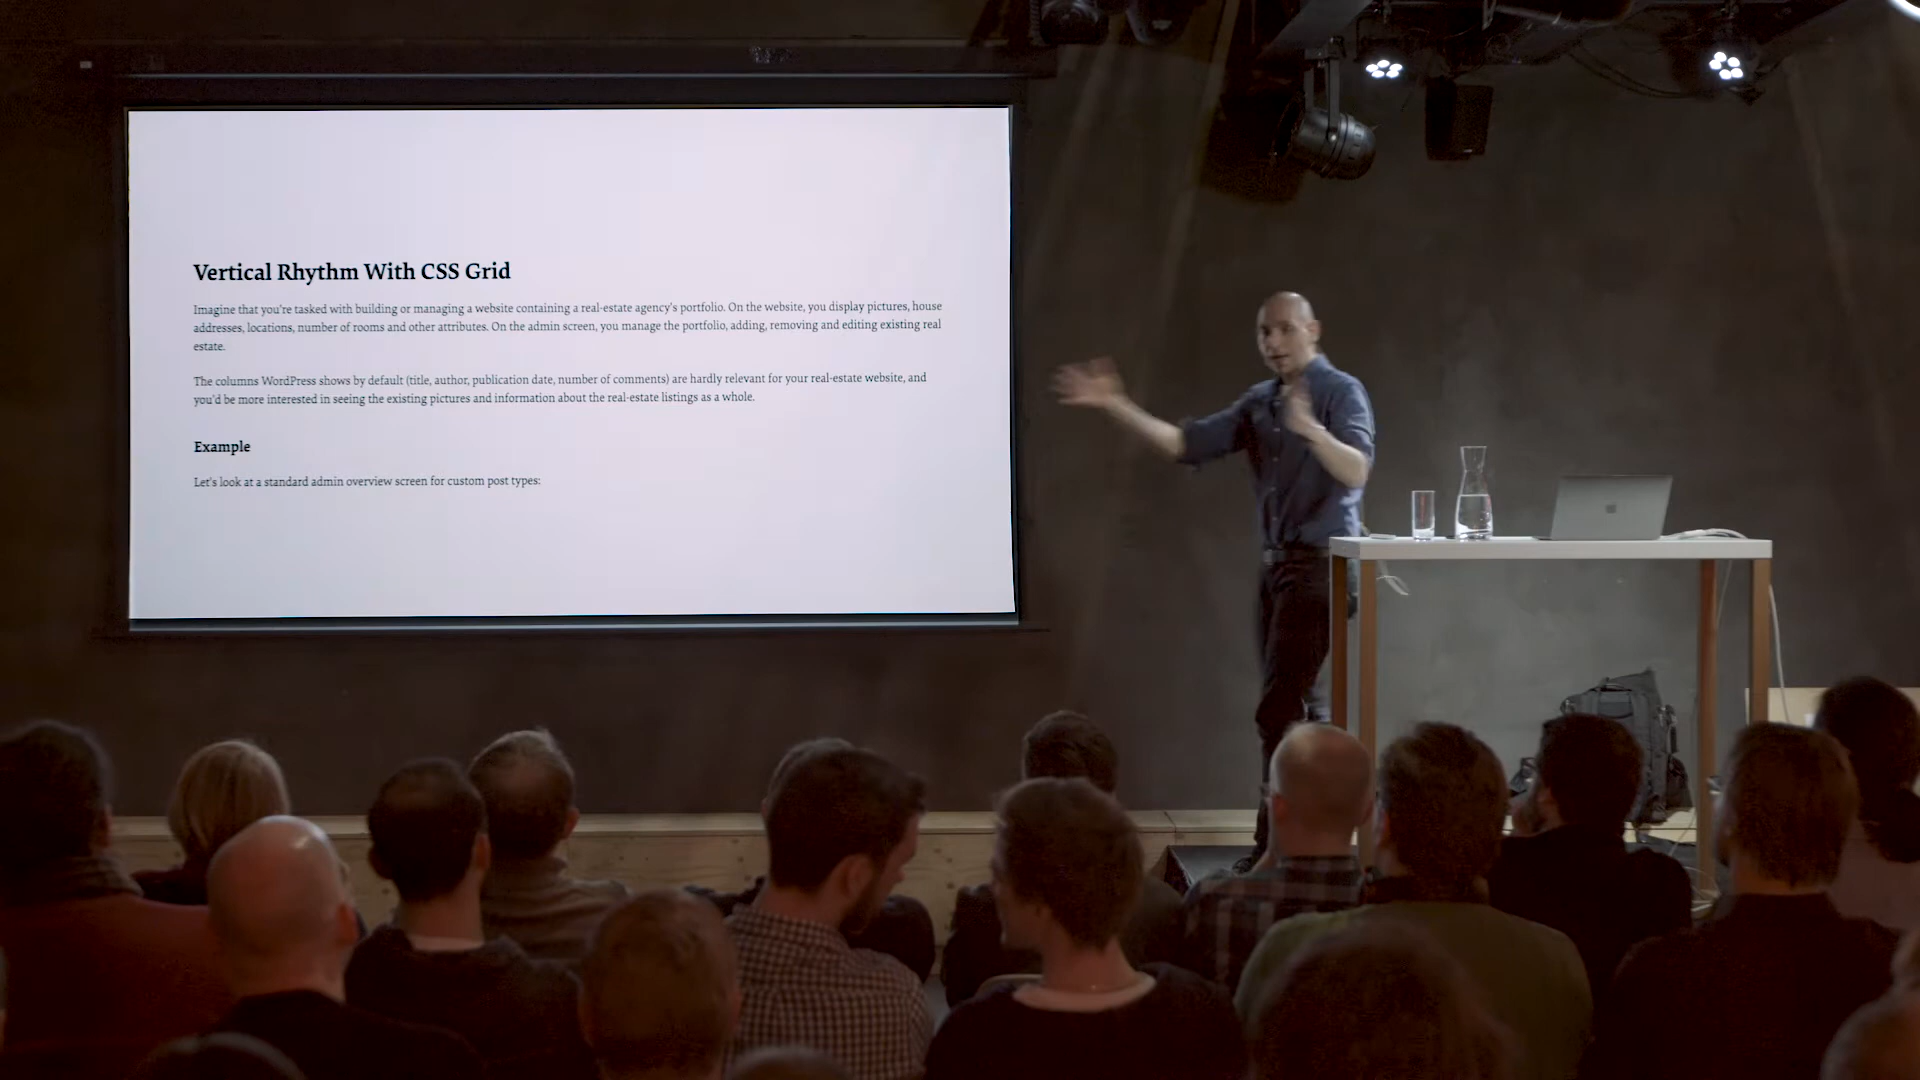 Vertical Rhythm With CSS Grid
Imagine that you're tasked with building or managing a website containing a real-estate agency's portfolio. On the website, you display pictures, house
addresses, locations, number of rooms and other attributes. On the admin screen, you manage the portfolio, adding, removing and editing existing real
estate.
The columns WordPress shows by default (title, author, publication date, number of comments) are hardly relevant for your real-estate website, and
you'd be more interested in seeing the existing pictures and information about the real-estate listings as a whole.
Example
Let's look at a standard admin overview screen for custom post types: